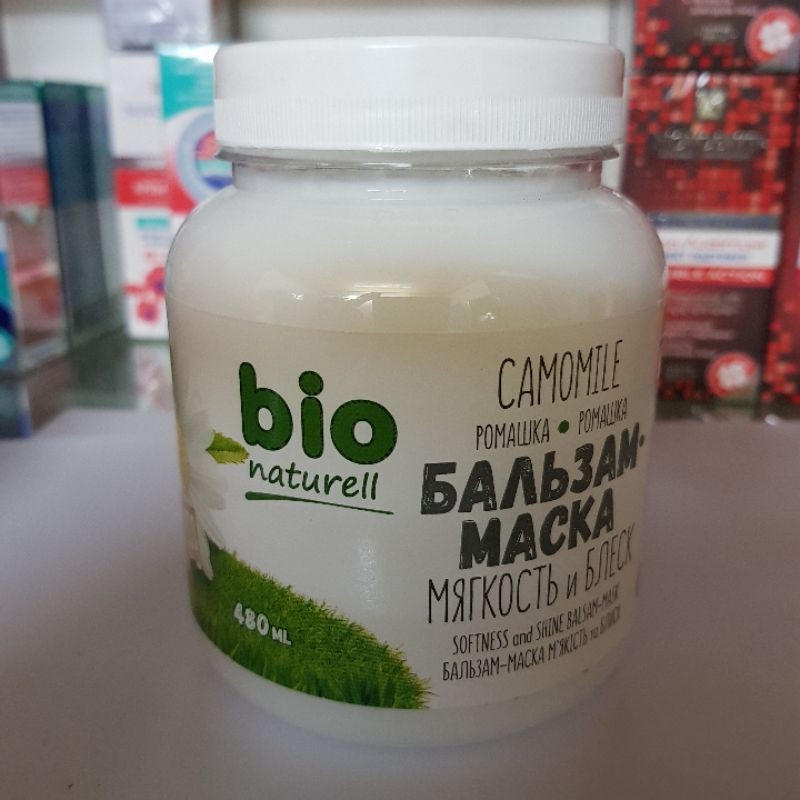 bio
naturell
CAMOMILE
РОМАШКА • РОМАШКА
БАЛЬЗАМ-
МАСКА
МЯГКОСТЬ и БЛЕСК
SOFTNESS and SHINE BALSAM-MASK
БАЛЬЗАМ-МАСКА М'ЯКІСТЬ та БЛИСК
480 ML